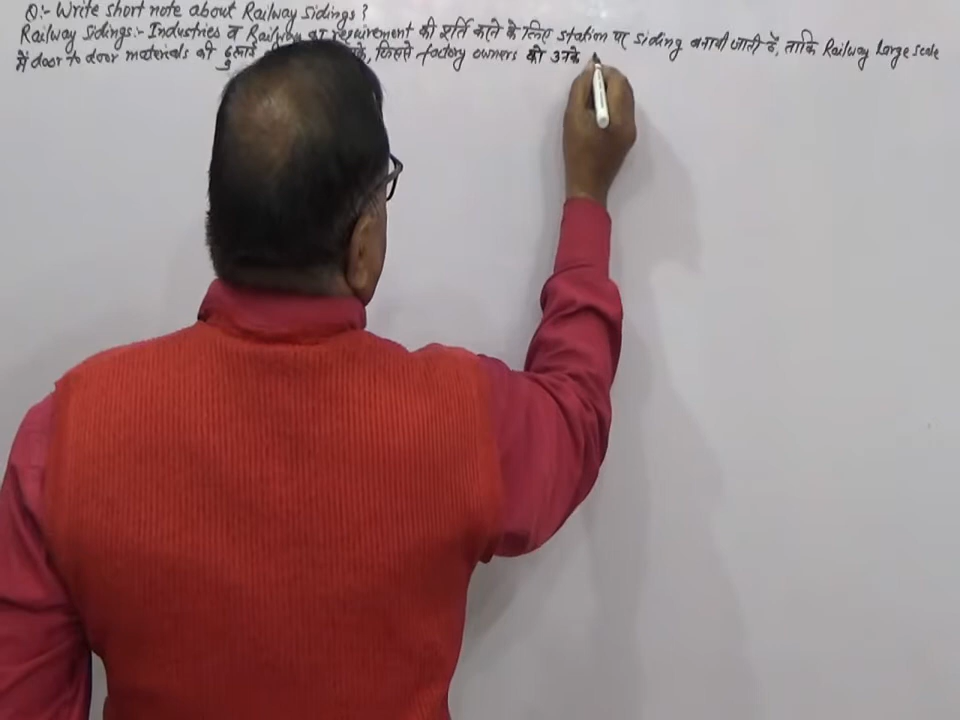 Q:- Write short note about Railway Sidings ?
Railway Sidings:- Industries व Railway की requirement की पूर्ति करने के लिए station पर siding बनायी जाती हैं, ताकि Railway Large scale
में door to door materials की ढुलाई, जिससे factory owners को उनके